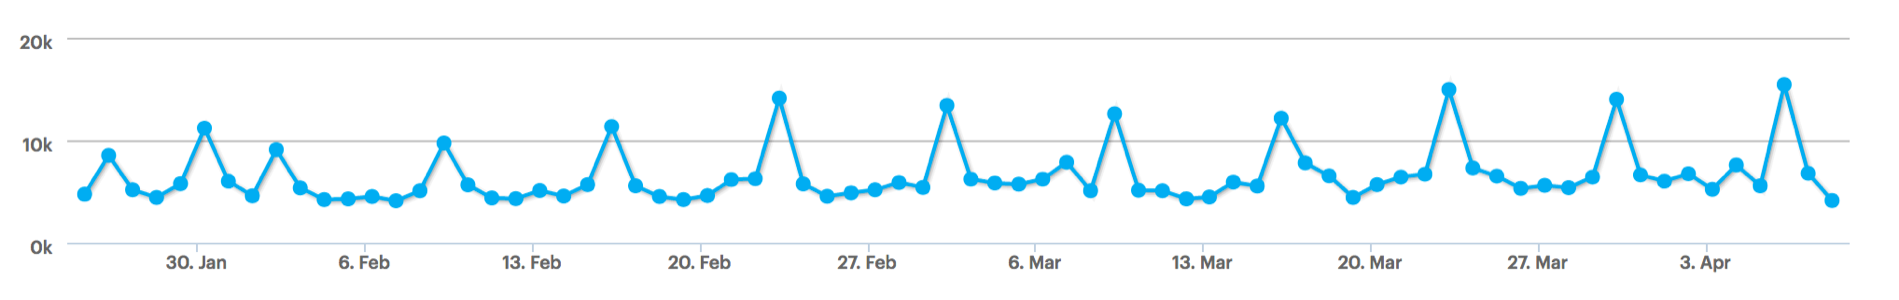 20k
10k
0k
30. Jan 6. Feb 13. Feb 20. Feb 27. Feb 6. Mar 13. Mar 20. Mar 27. Mar 3. Apr